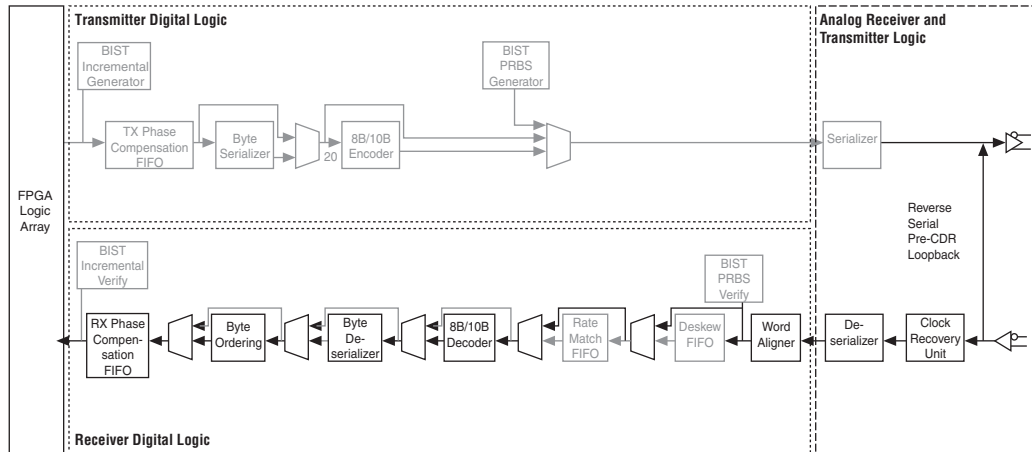 Transmitter Digital Logic
Analog Receiver and
Transmitter Logic
BIST
Incremental
Generator
BIST
PRBS
Generator
TX Phase
Compensation
FIFO
Byte
Serializer
20
8B/10B
Encoder
Serializer
FPGA
Logic
Array
Reverse
Serial
Pre-CDR
Loopback
BIST
Incremental
Verify
BIST
PRBS
Verify
RX Phase
Compen-
sation
FIFO
Byte
Ordering
Byte
De-
serializer
8B/10B
Decoder
Rate
Match
FIFO
Deskew
FIFO
Word
Aligner
De-
serializer
Clock
Recovery
Unit
Receiver Digital Logic